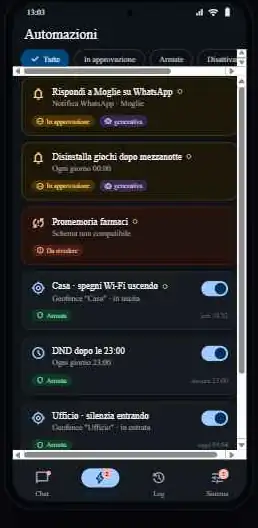 13:03
Automazioni
Tutte
In approvazione
Armate
Disattiva
Rispondi a Moglie su WhatsApp
Notifica WhatsApp · Moglie
In approvazione
generativa
Disinstalla giochi dopo mezzanotte
Ogni giorno 00:00
In approvazione
generativa
Promemoria farmaci
Schema non compatibile
Da rivedere
Casa · spegni Wi-Fi uscendo
Geofence "Casa" · in uscita
Armata
DND dopo le 23:00
Ogni giorno 23:00
Armata
Ufficio · silenzia entrando
Geofence "Ufficio" · in entrata
Armata
Chat
2
Log
Sistema